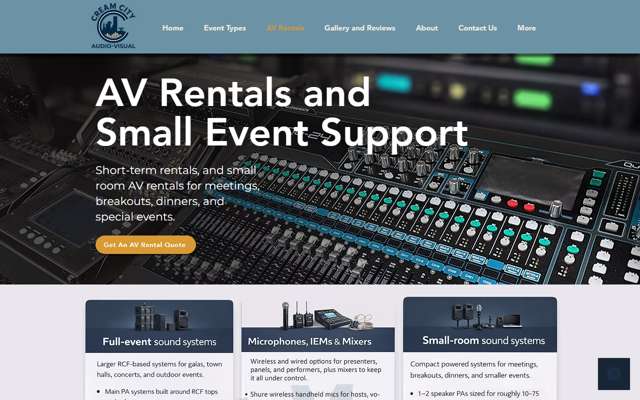 CREAM CITY
AUDIO-VISUAL
Home Event Types AV Rentals Gallery and Reviews About Contact Us More
AV Rentals and
Small Event Support
Short-term rentals, and small
room AV rentals for meetings,
breakouts, dinners, and
special events.
Get An AV Rental Quote
Full-event sound systems
Larger RCF-based systems for galas, town
halls, concerts, and outdoor events.
• Main PA systems built around RCF tops
Microphones, IEMs & Mixers
Wireless and wired options for presenters,
panels, and performers, plus mixers to keep
it all under control.
• Shure wireless handheld mics for hosts, vo-
Small-room sound systems
Compact powered systems for meetings,
breakouts, dinners, and smaller events.
• 1–2 speaker PAs sized for roughly 10–75